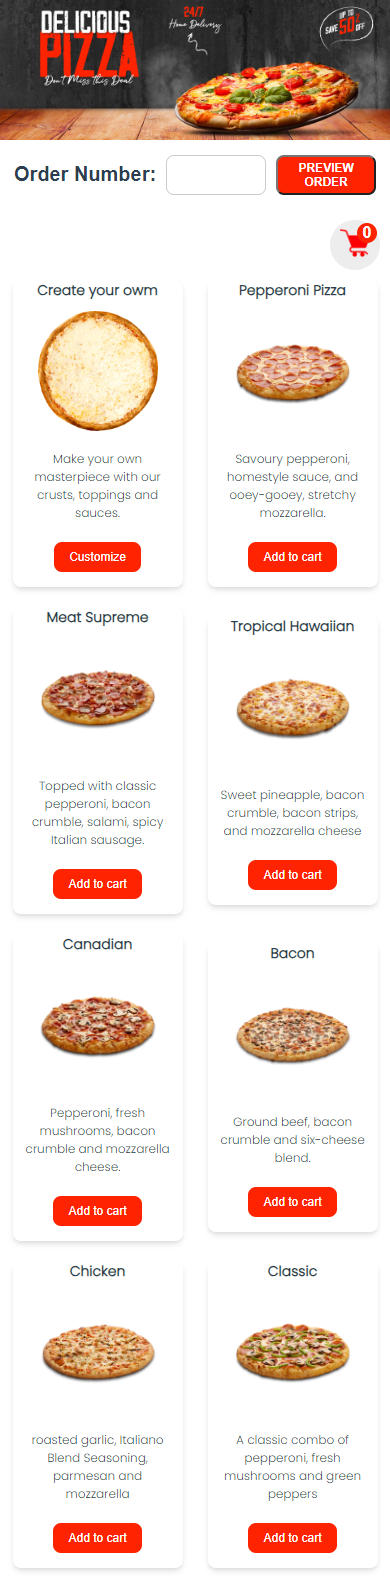 DELICIOUS
PIZZA
Don't Miss this Deal
24/7
Home Delivery
UP TO
SAVE 50% OFF
Order Number:
PREVIEW
ORDER
0
Create your owm
Make your own
masterpiece with our
crusts, toppings and
sauces.
Customize
Pepperoni Pizza
Savoury pepperoni,
homestyle sauce, and
ooey-gooey, stretchy
mozzarella.
Add to cart
Meat Supreme
Topped with classic
pepperoni, bacon
crumble, salami, spicy
Italian sausage.
Add to cart
Tropical Hawaiian
Sweet pineapple, bacon
crumble, bacon strips,
and mozzarella cheese
Add to cart
Canadian
Pepperoni, fresh
mushrooms, bacon
crumble and mozzarella
cheese.
Add to cart
Bacon
Ground beef, bacon
crumble and six-cheese
blend.
Add to cart
Chicken
roasted garlic, Italiano
Blend Seasoning,
parmesan and
mozzarella
Add to cart
Classic
A classic combo of
pepperoni, fresh
mushrooms and green
peppers
Add to cart